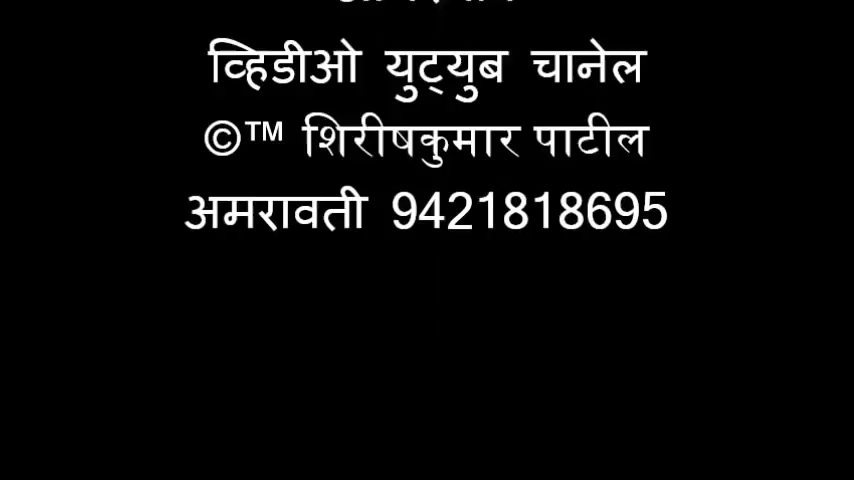 व्हिडीओ युट्युब चानेल
©™ शिरीषकुमार पाटील
अमरावती 9421818695